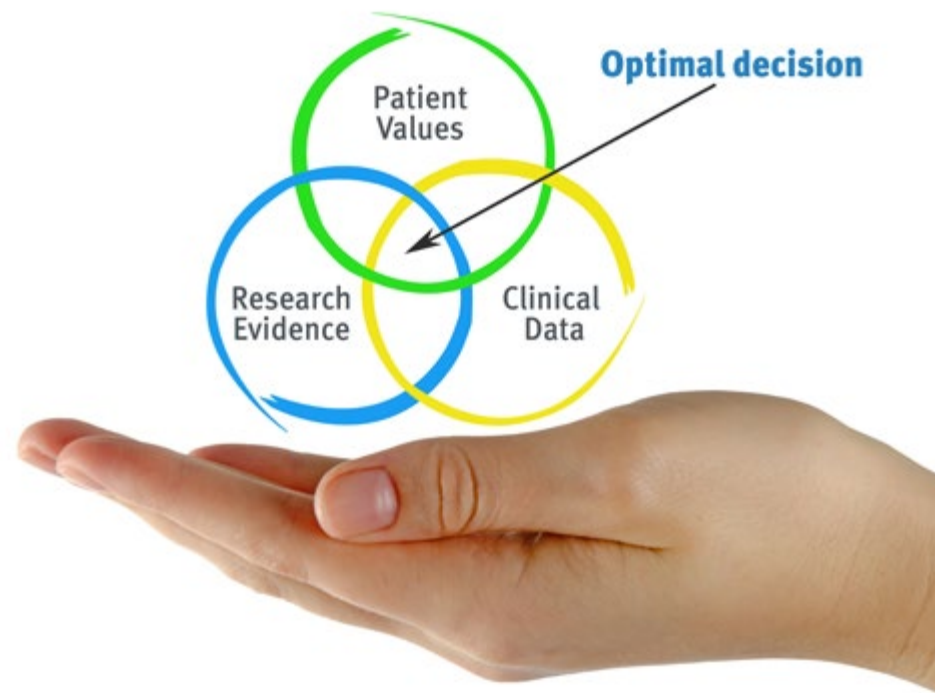 Optimal decision
Patient
Values
Research
Evidence
Clinical
Data